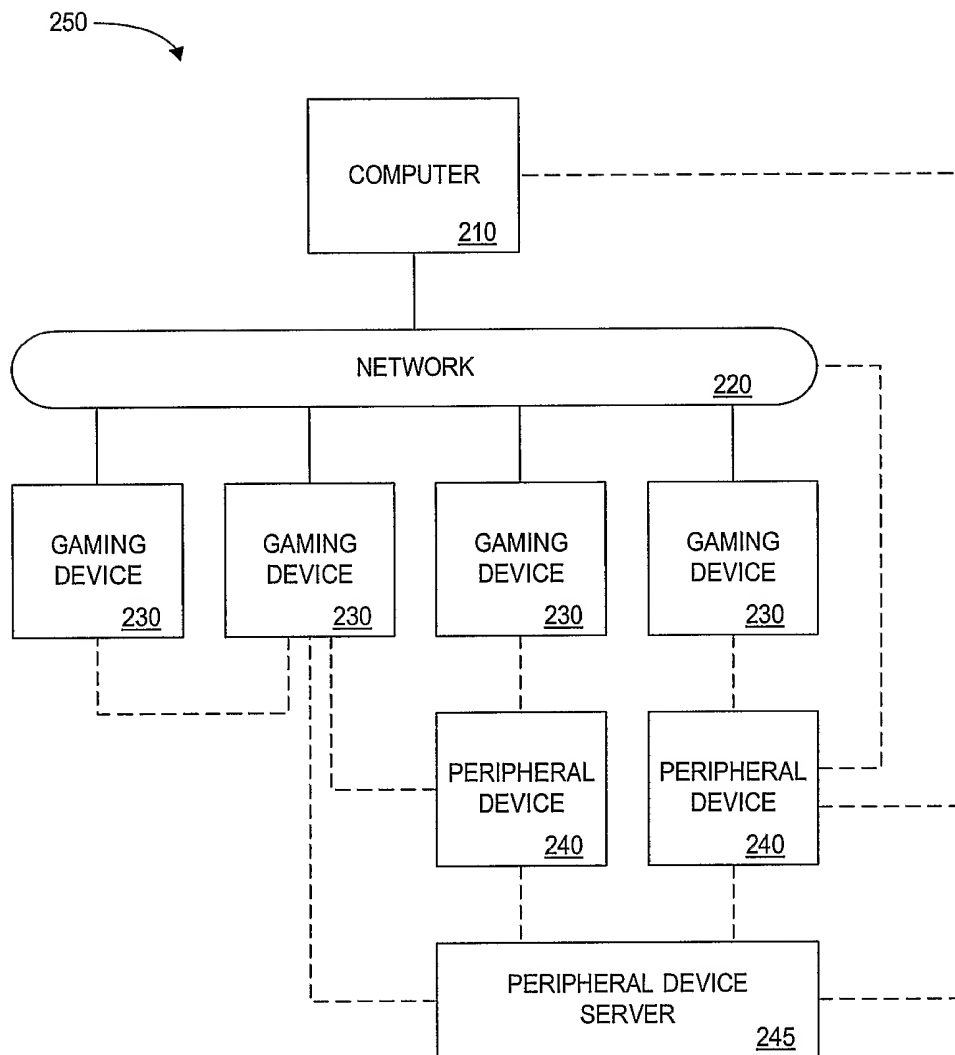 250
COMPUTER
210
NETWORK
220
GAMING
DEVICE
230
GAMING
DEVICE
230
GAMING
DEVICE
230
GAMING
DEVICE
230
PERIPHERAL
DEVICE
240
PERIPHERAL
DEVICE
240
PERIPHERAL DEVICE
SERVER
245